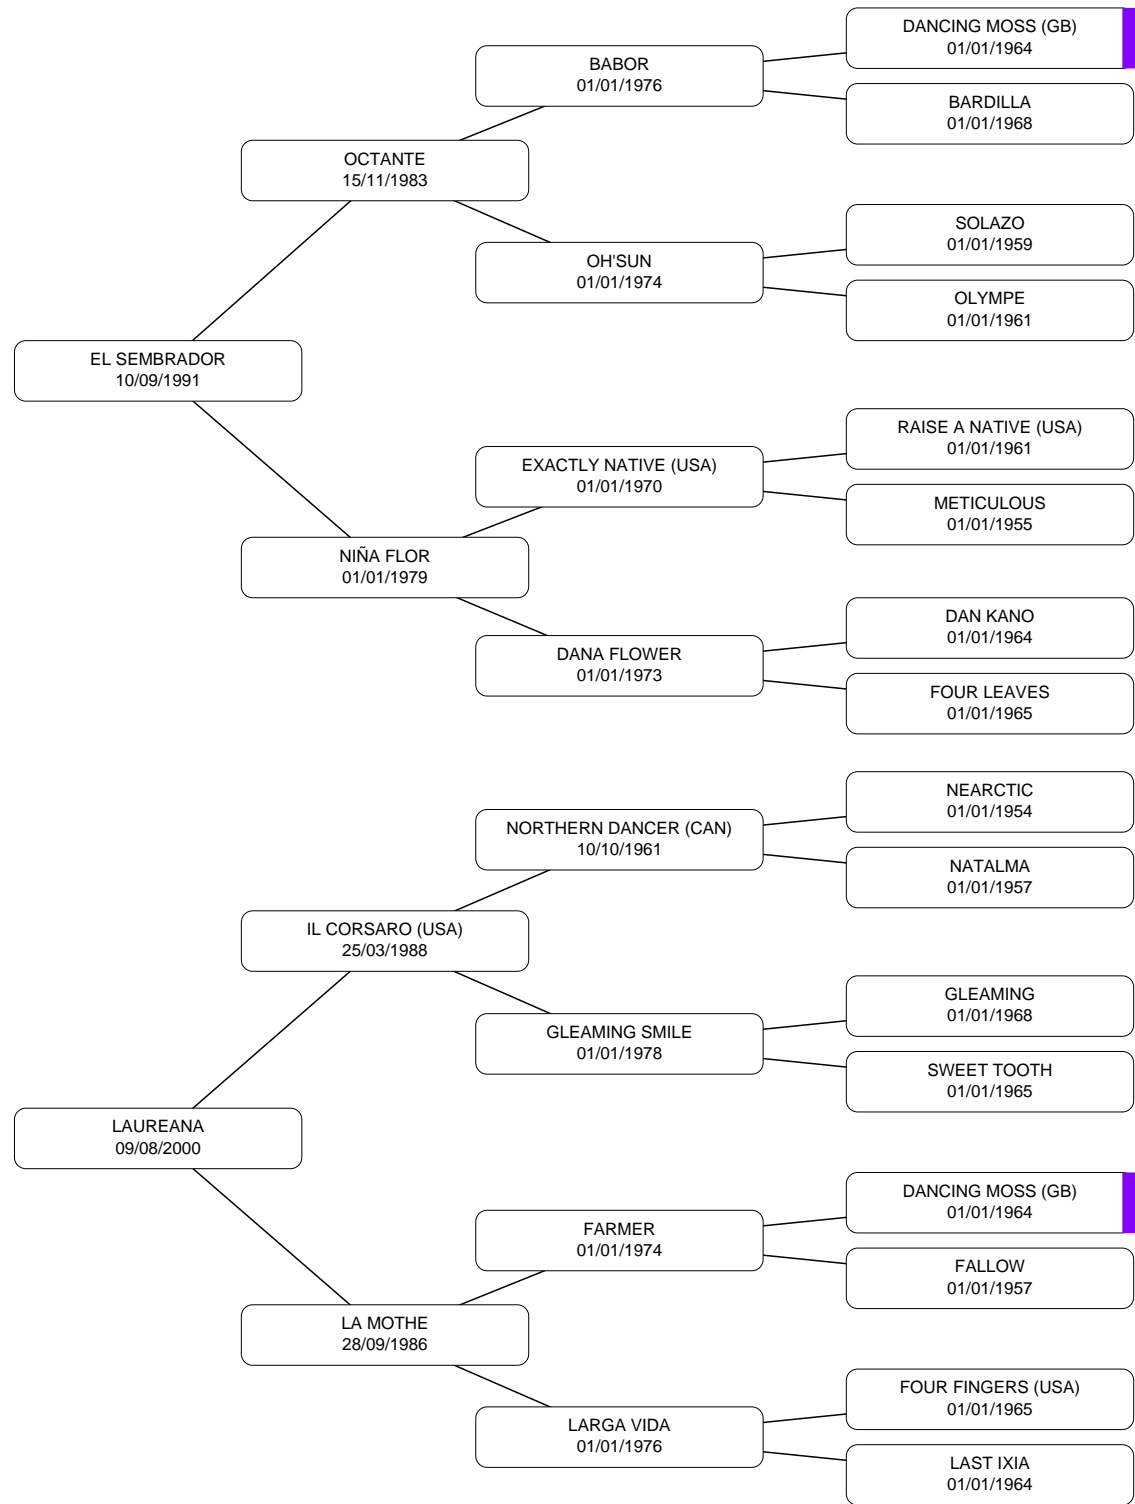 DANCING MOSS (GB)
01/01/1964
BABOR
01/01/1976
BARDILLA
01/01/1968
OCTANTE
15/11/1983
SOLAZO
01/01/1959
OH'SUN
01/01/1974
OLYMPE
01/01/1961
EL SEMBRADOR
10/09/1991
RAISE A NATIVE (USA)
01/01/1961
EXACTLY NATIVE (USA)
01/01/1970
METICULOUS
01/01/1955
NIÑA FLOR
01/01/1979
DAN KANO
01/01/1964
DANA FLOWER
01/01/1973
FOUR LEAVES
01/01/1965
NEARCTIC
01/01/1954
NORTHERN DANCER (CAN)
10/10/1961
NATALMA
01/01/1957
IL CORSARO (USA)
25/03/1988
GLEAMING
01/01/1968
GLEAMING SMILE
01/01/1978
SWEET TOOTH
01/01/1965
LAUREANA
09/08/2000
DANCING MOSS (GB)
01/01/1964
FARMER
01/01/1974
FALLOW
01/01/1957
LA MOTHE
28/09/1986
FOUR FINGERS (USA)
01/01/1965
LARGA VIDA
01/01/1976
LAST IXIA
01/01/1964